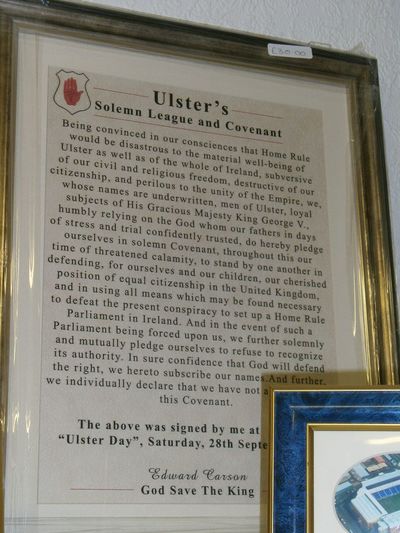 £30.00
Ulster's
Solemn League and Covenant
Being convinced in our consciences that Home Rule
would be disastrous to the material well-being of
Ulster as well as of the whole of Ireland, subversive
of our civil and religious freedom, destructive of our
citizenship, and perilous to the unity of the Empire, we,
whose names are underwritten, men of Ulster, loyal
subjects of His Gracious Majesty King George V.,
humbly relying on the God whom our fathers in days
of stress and trial confidently trusted, do hereby pledge
ourselves in solemn Covenant, throughout this our
time of threatened calamity, to stand by one another in
defending, for ourselves and our children, our cherished
position of equal citizenship in the United Kingdom,
and in using all means which may be found necessary
to defeat the present conspiracy to set up a Home Rule
Parliament in Ireland. And in the event of such a
Parliament being forced upon us, we further solemnly
and mutually pledge ourselves to refuse to recognize
its authority. In sure confidence that God will defend
the right, we hereto subscribe our names.And further,
we individually declare that we have not a
this Covenant.
The above was signed by me at
"Ulster Day", Saturday, 28th Septe
Edward Carson
God Save The King